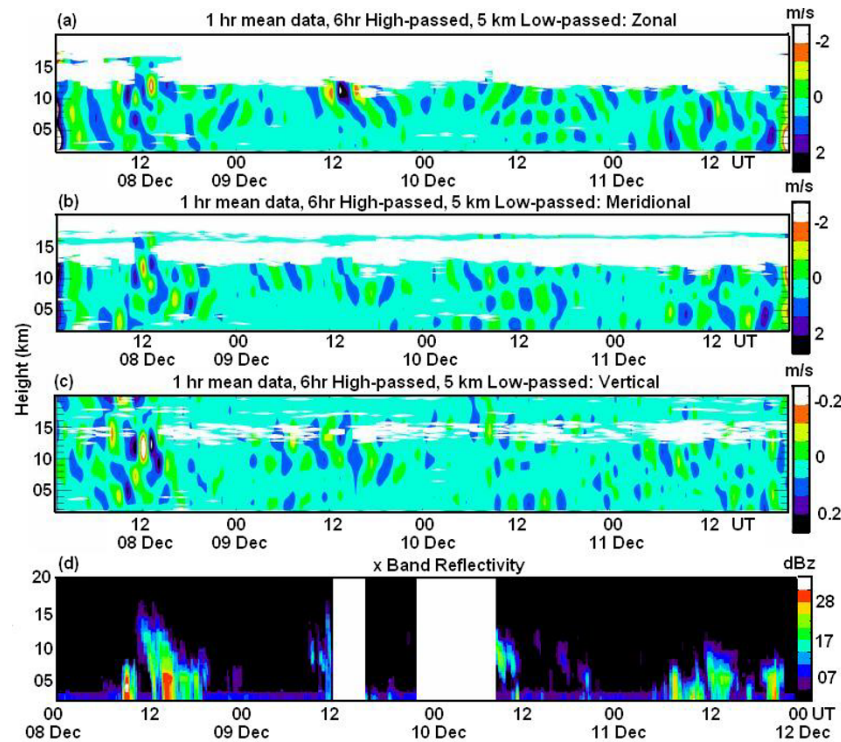 (a) 1 hr mean data, 6hr High-passed, 5 km Low-passed: Zonal m/s
15
10
05
-2
0
2
12 00 12 00 12 00 12 UT
08 Dec 09 Dec 10 Dec 11 Dec
(b) 1 hr mean data, 6hr High-passed, 5 km Low-passed: Meridional m/s
15
10
05
-2
0
2
12 00 12 00 12 00 12 UT
08 Dec 09 Dec 10 Dec 11 Dec
Height (km)
(c) 1 hr mean data, 6hr High-passed, 5 km Low-passed: Vertical m/s
15
10
05
-0.2
0
0.2
12 00 12 00 12 00 12 UT
08 Dec 09 Dec 10 Dec 11 Dec
(d) x Band Reflectivity dBz
20
15
10
05
28
17
07
00 12 00 12 00 12 00 12 00 UT
08 Dec 09 Dec 10 Dec 11 Dec 12 Dec